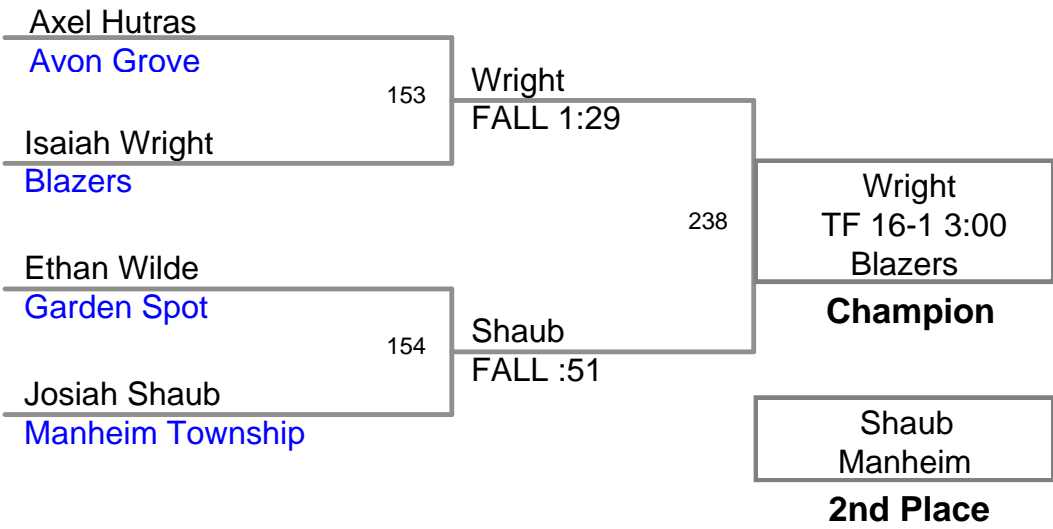 Axel Hutras
Avon Grove
153
Wright
FALL 1:29
Isaiah Wright
Blazers
238
Wright
TF 16-1 3:00
Blazers
Champion
Ethan Wilde
Garden Spot
154
Shaub
FALL :51
Josiah Shaub
Manheim Township
Shaub
Manheim
2nd Place